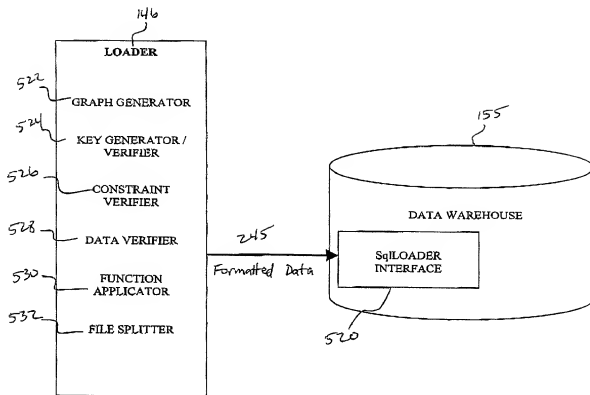 146
LOADER
522
GRAPH GENERATOR
524
KEY GENERATOR /
VERIFIER
526
CONSTRAINT
VERIFIER
528
DATA VERIFIER
530
FUNCTION
APPLICATOR
532
FILE SPLITTER
245
Formatted Data
155
DATA WAREHOUSE
SqlLOADER
INTERFACE
520